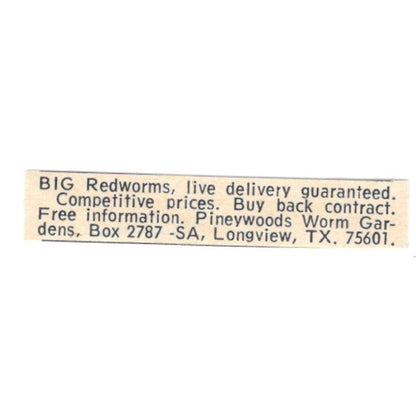 BIG Redworms, live delivery guaranteed.
Competitive prices. Buy back contract.
Free information. Pineywoods Worm Gar-
dens, Box 2787 -SA, Longview, TX. 75601.